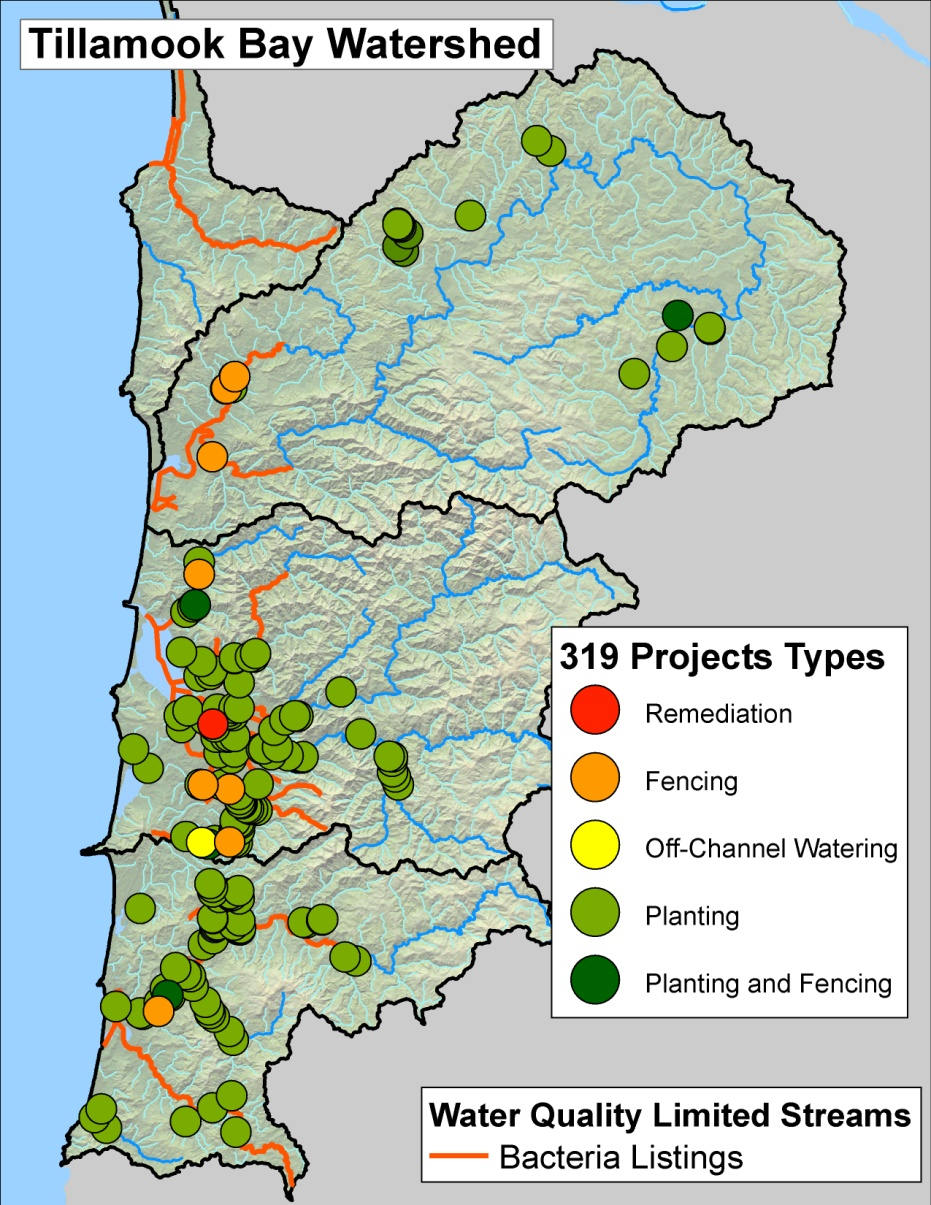 Tillamook Bay Watershed
319 Projects Types
Remediation
Fencing
Off-Channel Watering
Planting
Planting and Fencing
Water Quality Limited Streams
Bacteria Listings